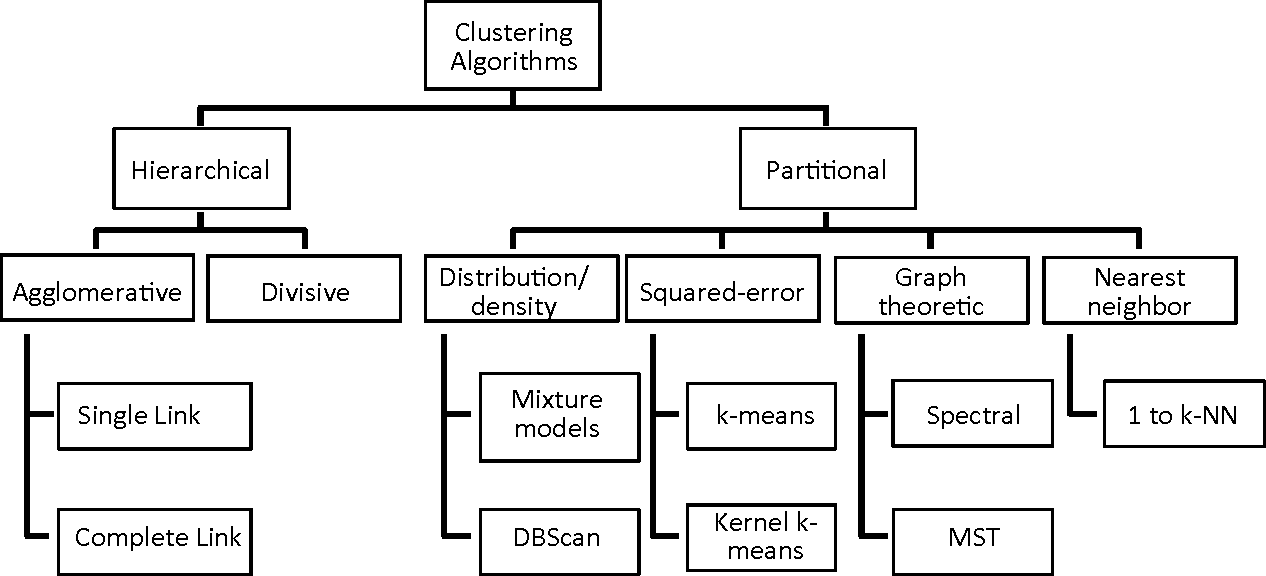 Clustering
Algorithms
Hierarchical
Partitional
Agglomerative
Divisive
Distribution/
density
Squared-error
Graph
theoretic
Nearest
neighbor
Single Link
Mixture
models
k-means
Spectral
1 to k-NN
Complete Link
DBScan
Kernel k-
means
MST